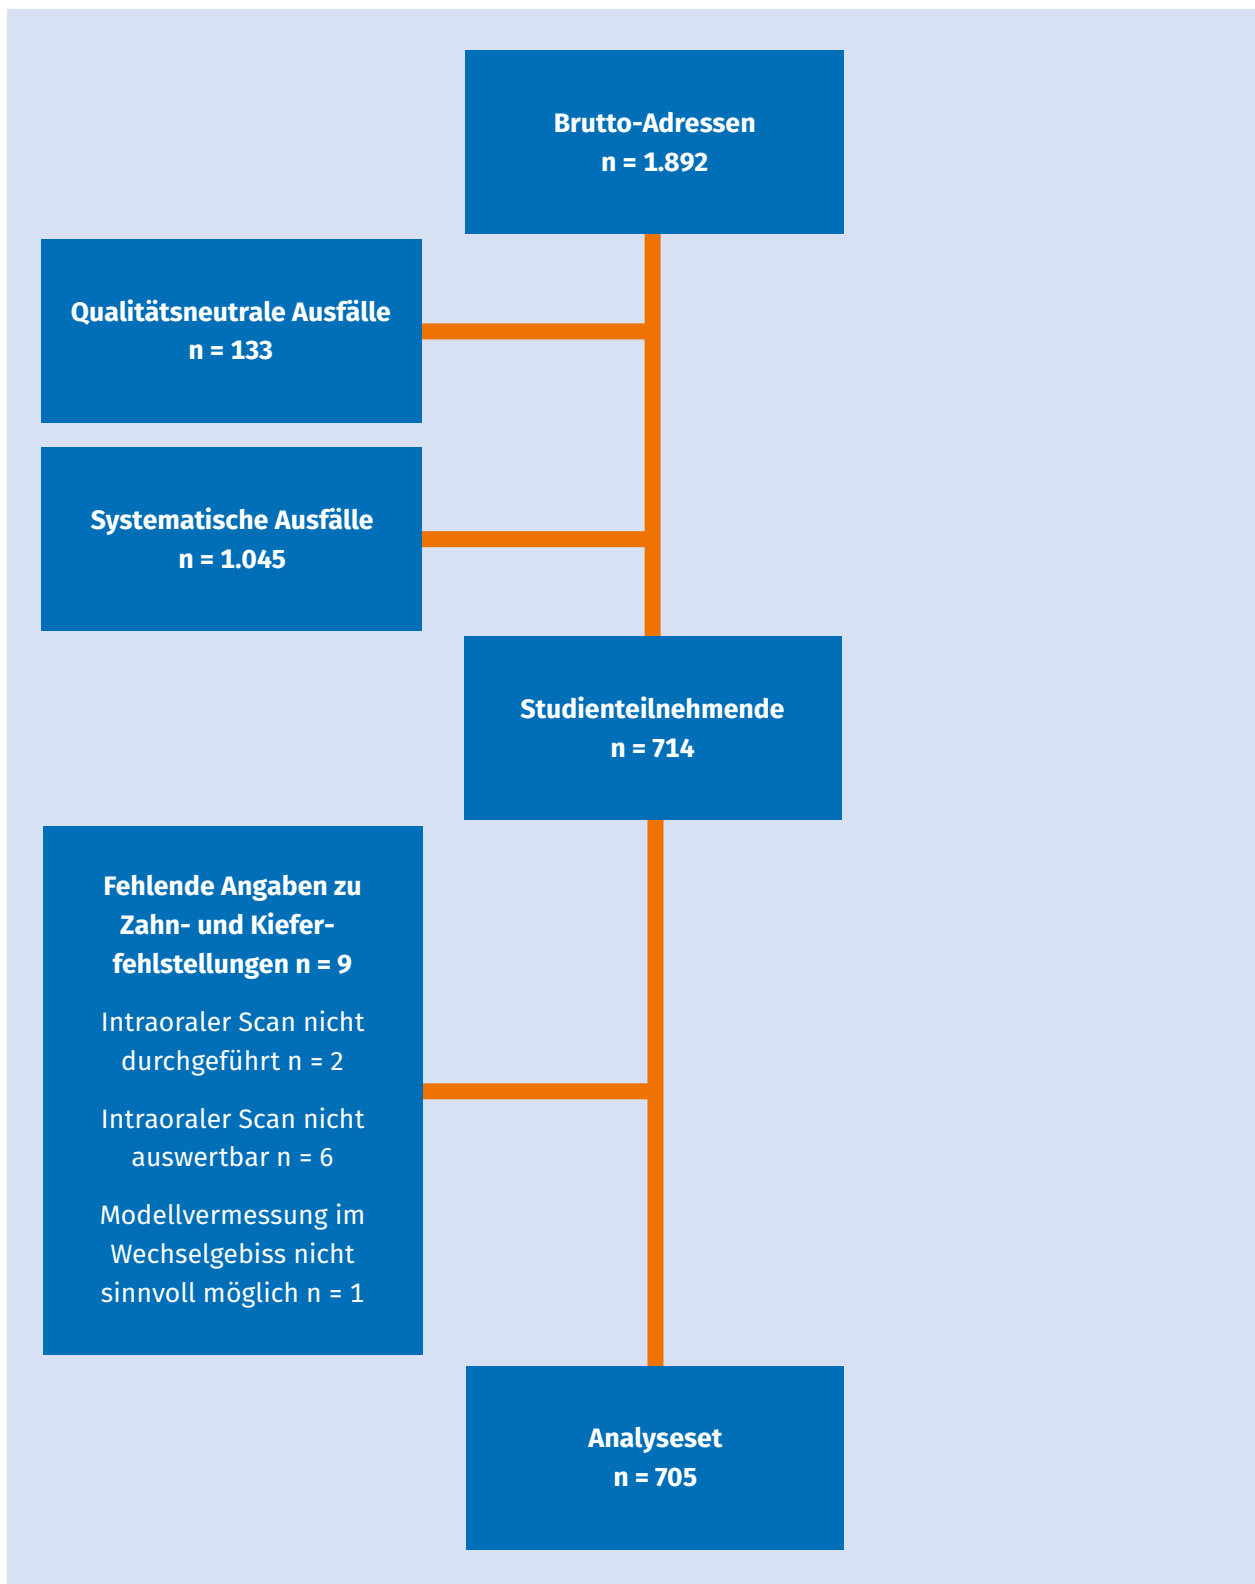 Brutto-Adressen
n = 1.892
Qualitätsneutrale Ausfälle
n = 133
Systematische Ausfälle
n = 1.045
Studienteilnehmende
n = 714
Fehlende Angaben zu
Zahn- und Kiefer-
fehlstellungen n = 9
Intraoraler Scan nicht
durchgeführt n = 2
Intraoraler Scan nicht
auswertbar n = 6
Modellvermessung im
Wechselgebiss nicht
sinnvoll möglich n = 1
Analyseset
n = 705